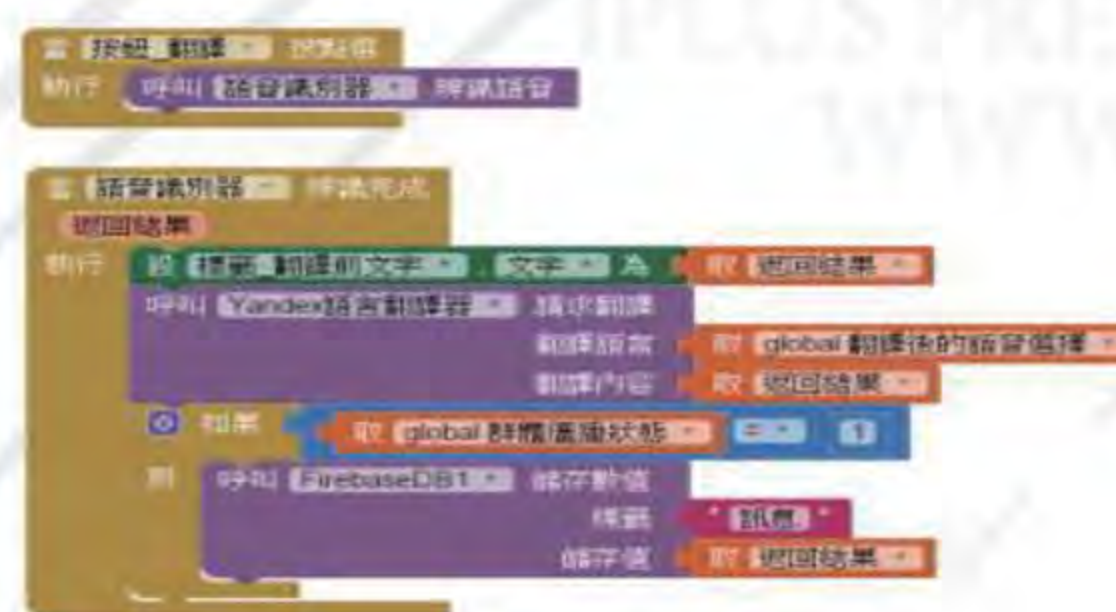 當 按鈕_翻譯 被點選
執行 呼叫 語音識別器 辨識語音
當 語音識別器 辨識完成
返回結果
執行 設 標籤_翻譯前文字 . 文字 為 取 返回結果
呼叫 Yandex語言翻譯器 請求翻譯
翻譯語言 取 global 翻譯後的語音選擇
翻譯內容 取 返回結果
如果 取 global 群體廣播狀態 = 1
則 呼叫 FirebaseDB1 儲存數值
標籤 " 訊息 "
儲存值 取 返回結果